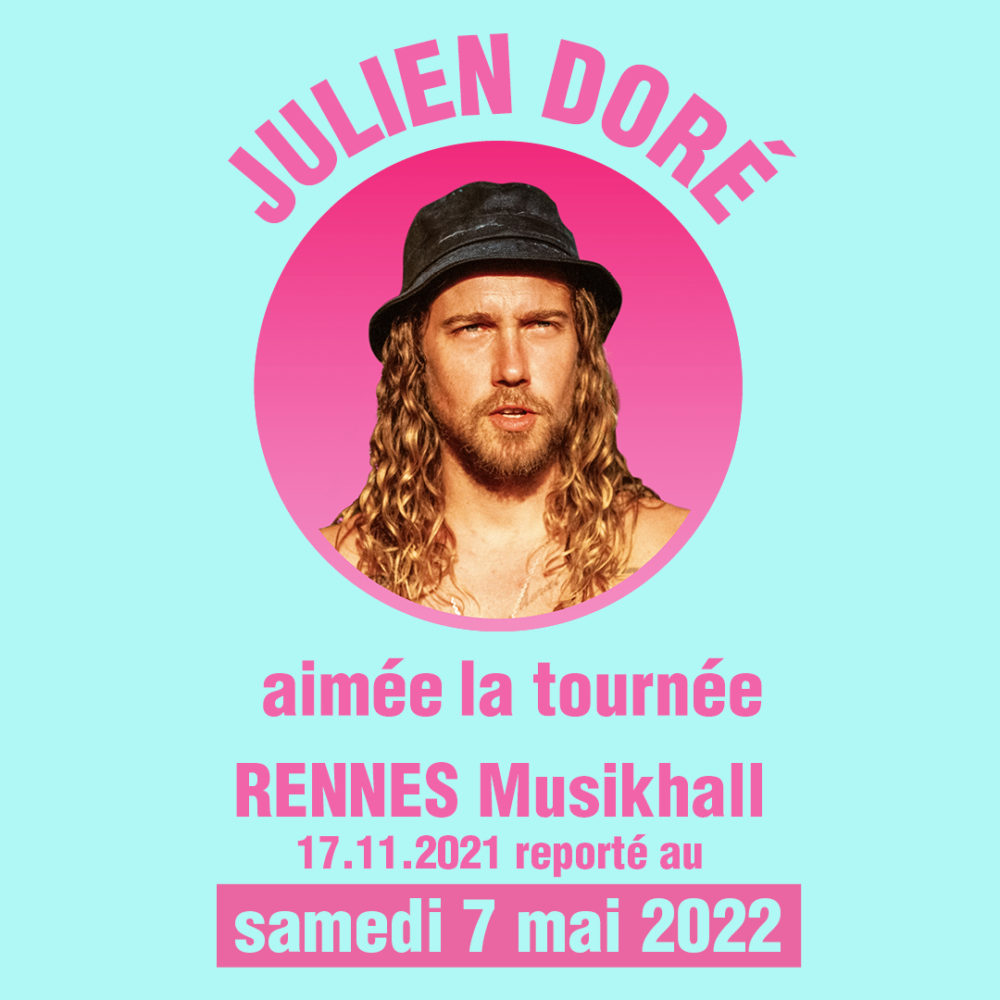 JULIEN DORÉ
aimée la tournée
RENNES Musikhall
17.11.2021 reporté au
samedi 7 mai 2022